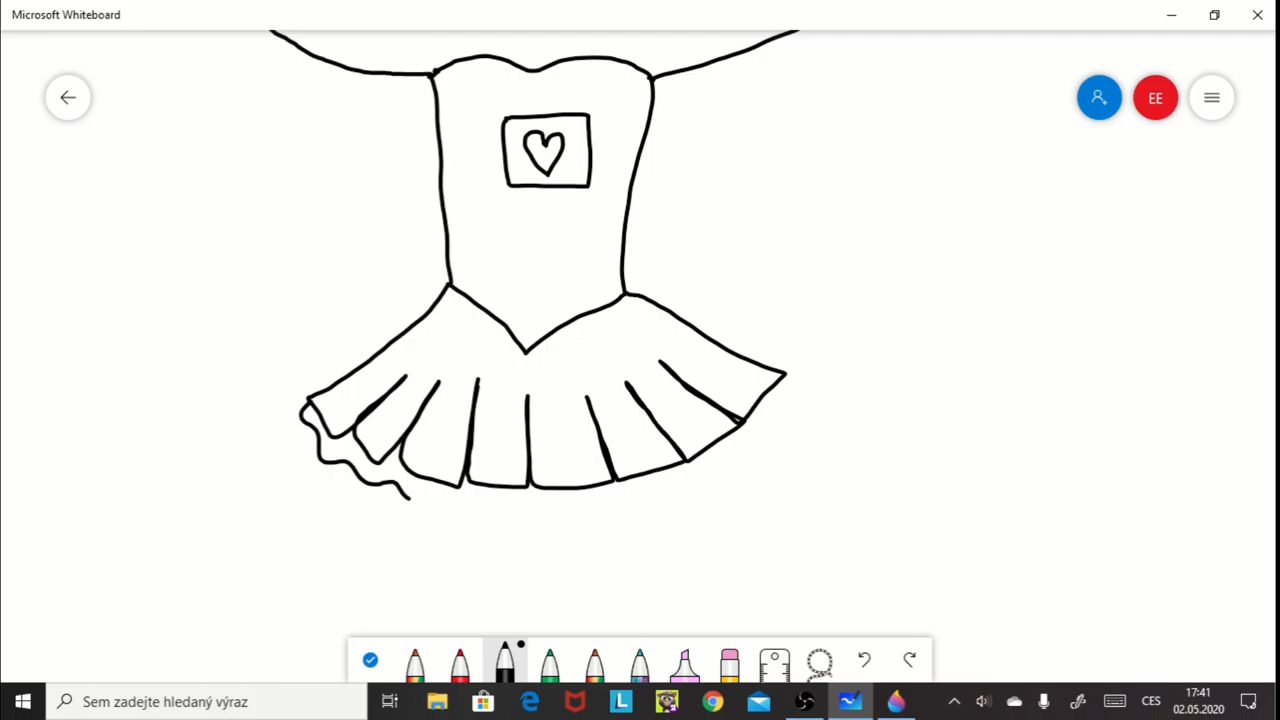 Microsoft Whiteboard
EE
L
Sem zadejte hledaný výraz
CES
17:41
02.05.2020